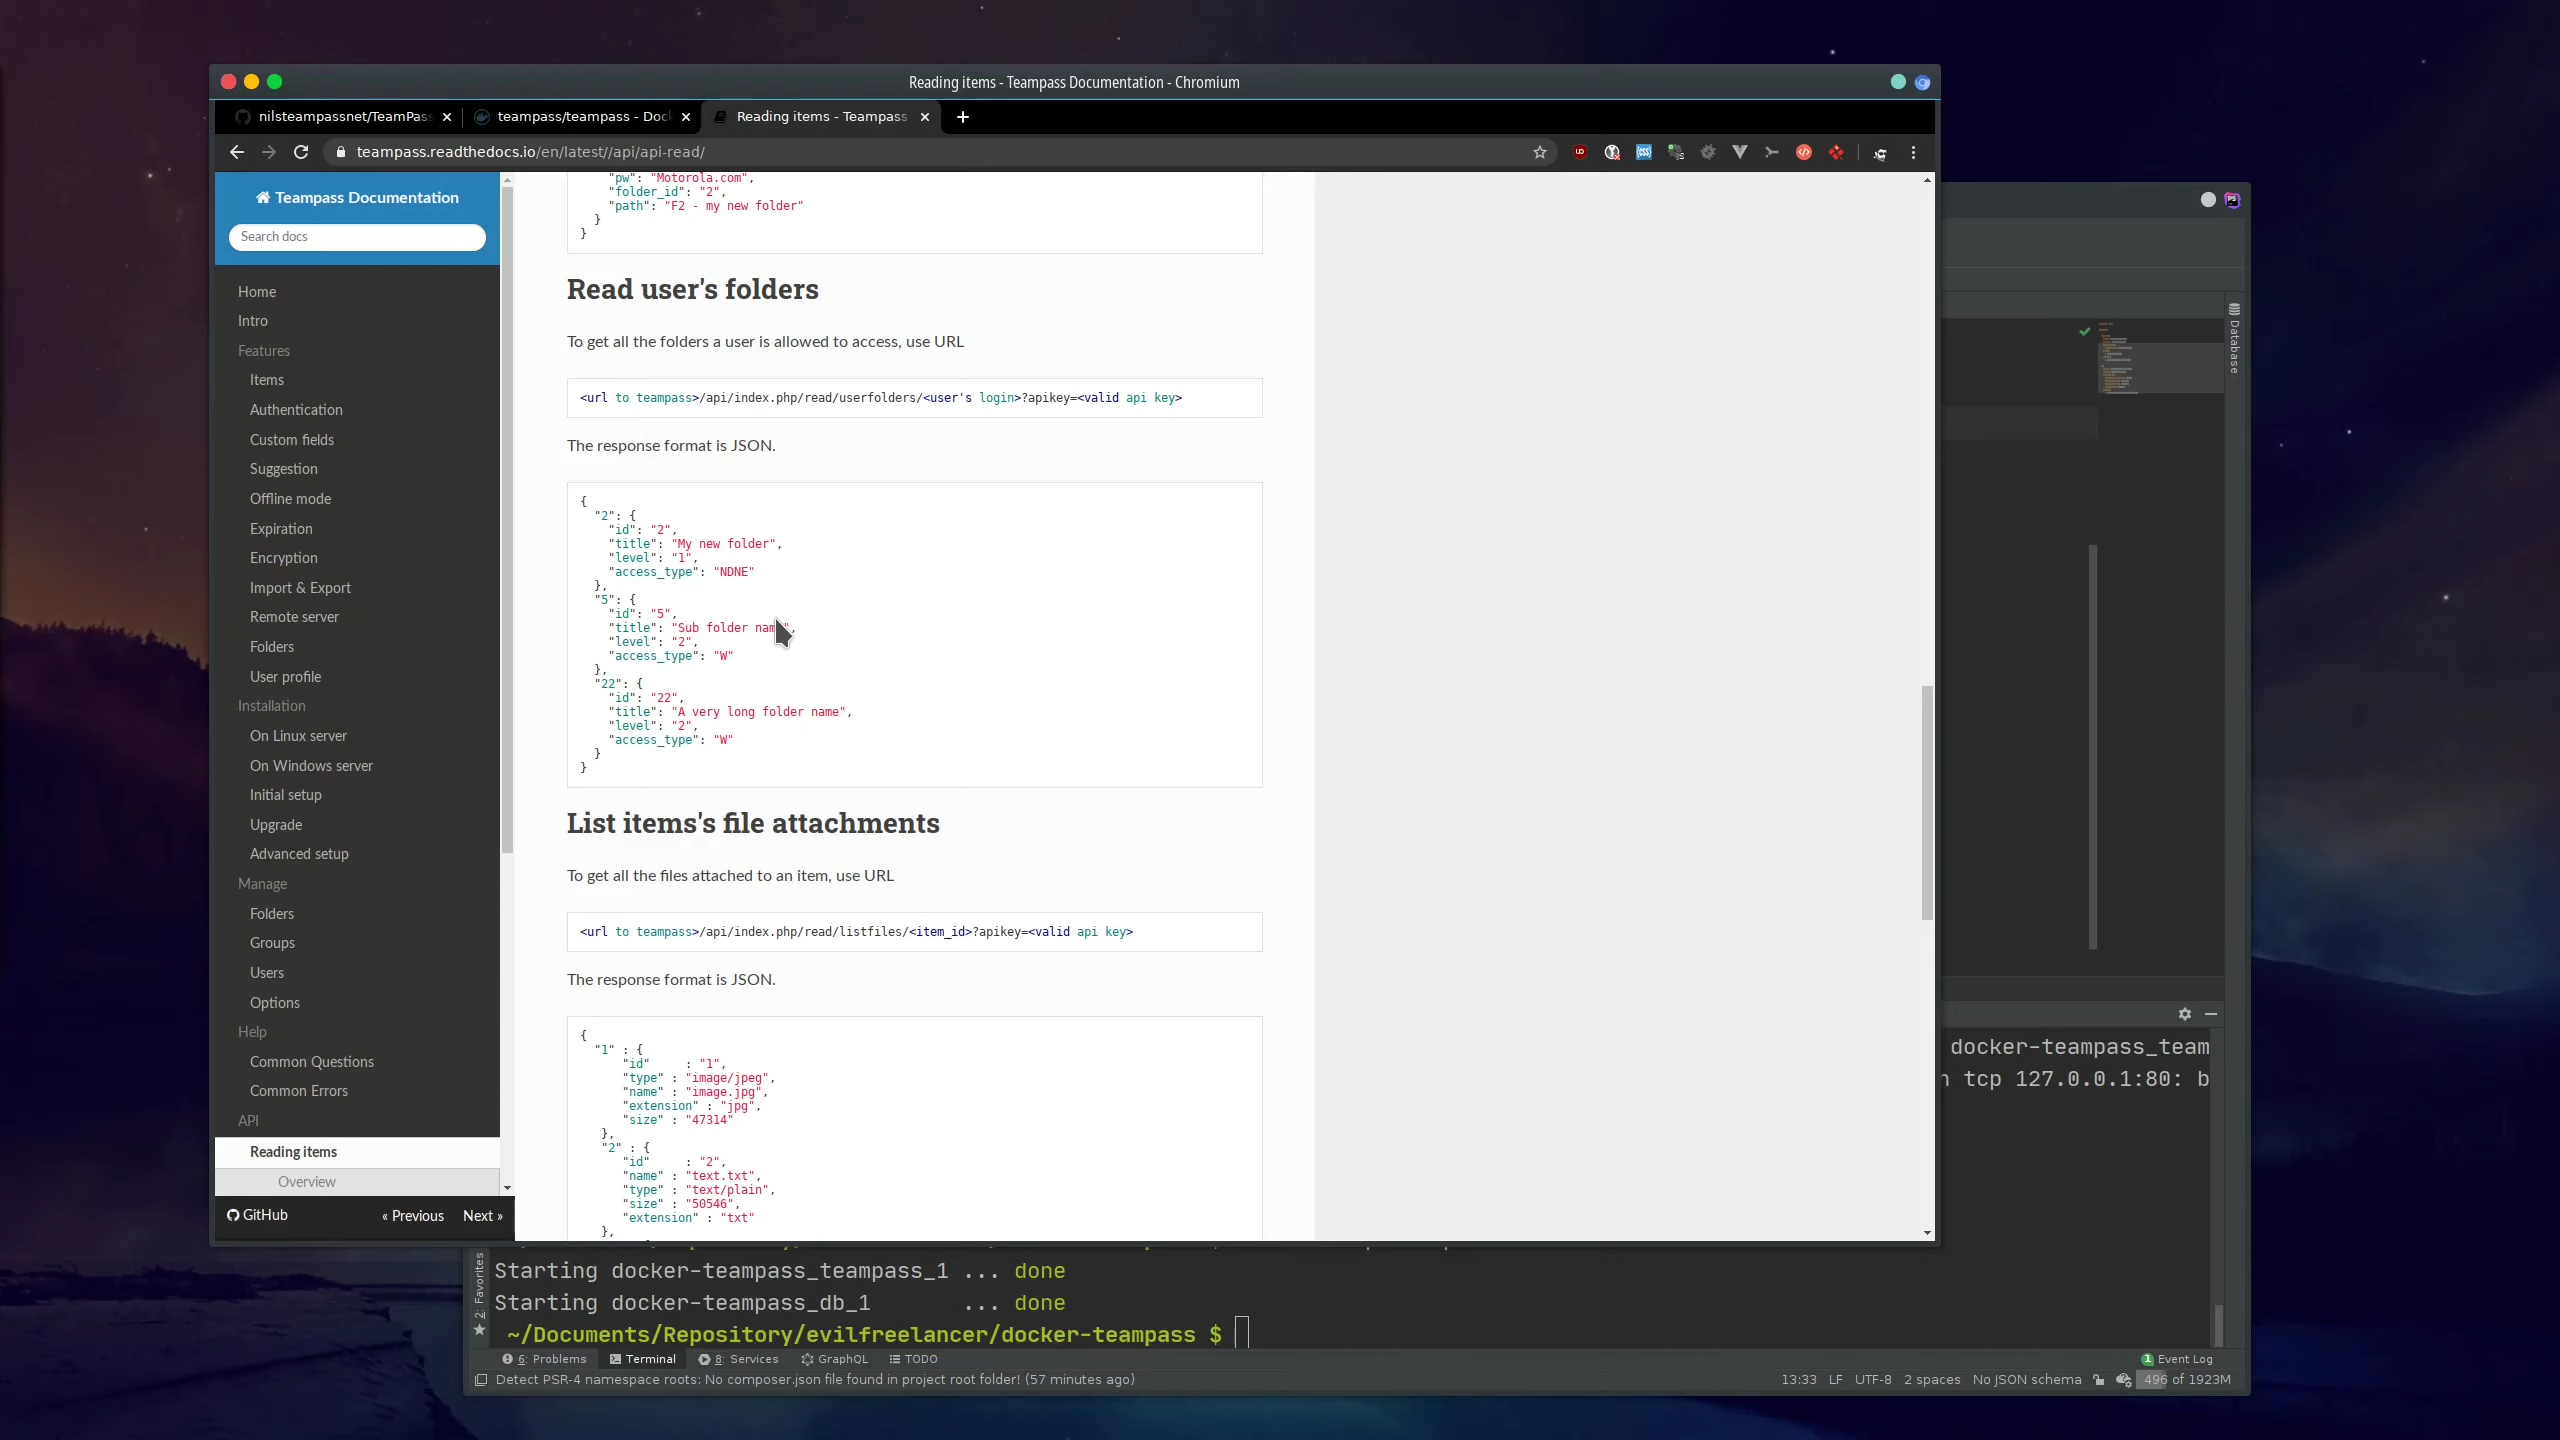 Reading items - Teampass Documentation - Chromium
nilsteampassnet/TeamPass
teampass/teampass - Dock
Reading items - Teampass
teampass.readthedocs.io/en/latest//api/api-read/
Teampass Documentation
Search docs
Home
Intro
Features
Items
Authentication
Custom fields
Suggestion
Offline mode
Expiration
Encryption
Import & Export
Remote server
Folders
User profile
Installation
On Linux server
On Windows server
Initial setup
Upgrade
Advanced setup
Manage
Folders
Groups
Users
Options
Help
Common Questions
Common Errors
API
Reading items
Overview
GitHub
« Previous
Next »
"pw": "Motorola.com",
"folder_id": "2",
"path": "F2 - my new folder"
}
}
Read user's folders
To get all the folders a user is allowed to access, use URL
<url to teampass>/api/index.php/read/userfolders/<user's login>?apikey=<valid api key>
The response format is JSON.
{
"2": {
"id": "2",
"title": "My new folder",
"level": "1",
"access_type": "NDNE"
},
"5": {
"id": "5",
"title": "Sub folder name",
"level": "2",
"access_type": "W"
},
"22": {
"id": "22",
"title": "A very long folder name",
"level": "2",
"access_type": "W"
}
}
List items's file attachments
To get all the files attached to an item, use URL
<url to teampass>/api/index.php/read/listfiles/<item_id>?apikey=<valid api key>
The response format is JSON.
{
"1" : {
"id" : "1",
"type" : "image/jpeg",
"name" : "image.jpg",
"extension" : "jpg",
"size" : "47314"
},
"2" : {
"id" : "2",
"name" : "text.txt",
"type" : "text/plain",
"size" : "50546",
"extension" : "txt"
},
PS
Database
docker-teampass_team
n tcp 127.0.0.1:80: b
2: Favorites
Starting docker-teampass_teampass_1 ... done
Starting docker-teampass_db_1 ... done
~/Documents/Repository/evilfreelancer/docker-teampass $
6: Problems
Terminal
8: Services
GraphQL
TODO
1 Event Log
Detect PSR-4 namespace roots: No composer.json file found in project root folder! (57 minutes ago)
13:33 LF UTF-8 2 spaces No JSON schema 496 of 1923M